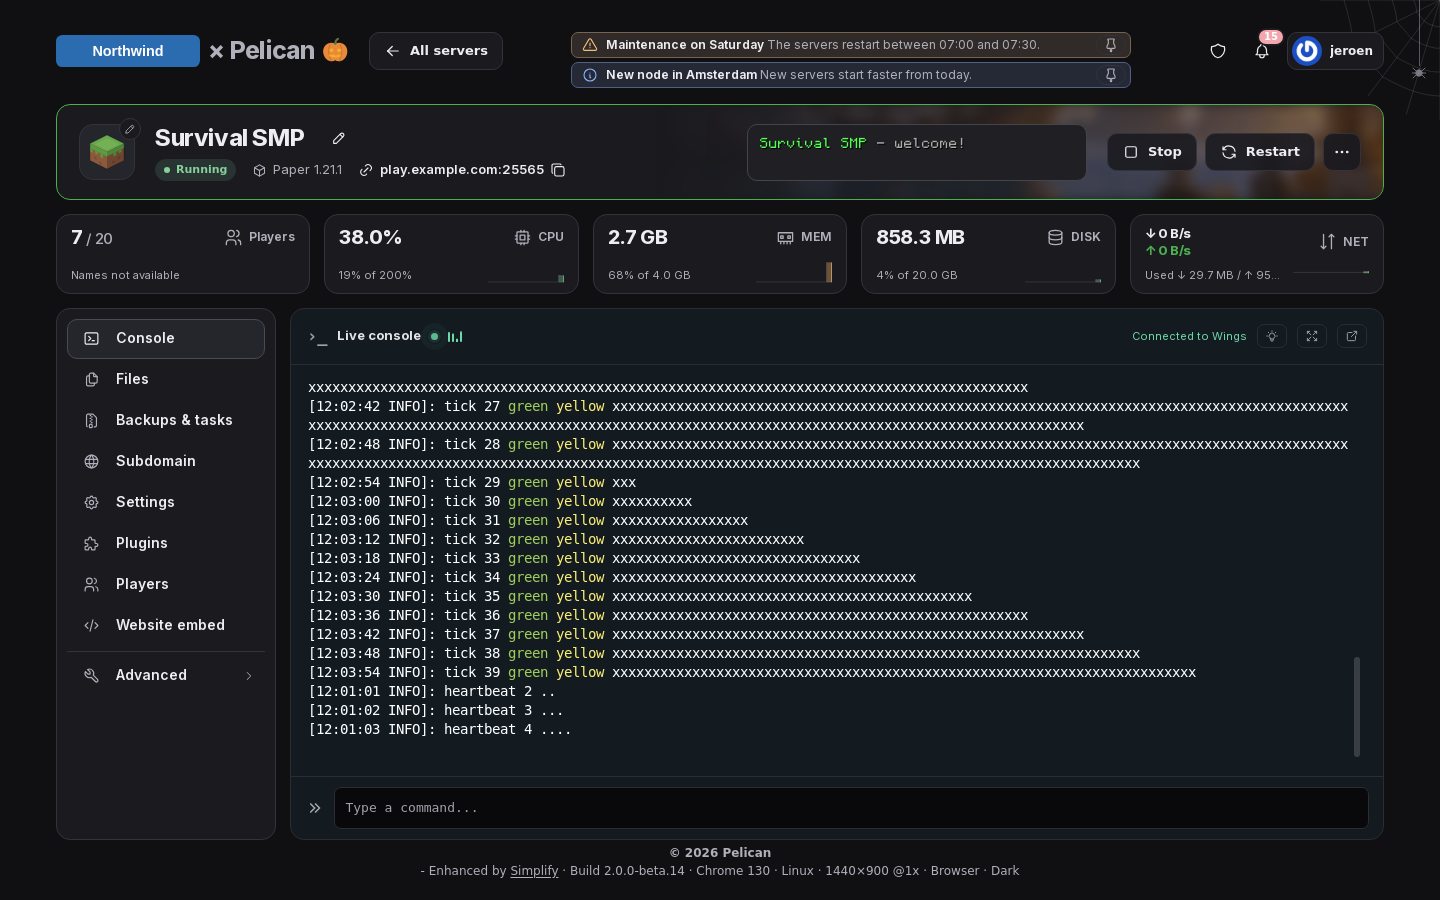 Northwind × Pelican
All servers
Maintenance on Saturday The servers restart between 07:00 and 07:30.
New node in Amsterdam New servers start faster from today.
15
jeroen
Survival SMP
Running
Paper 1.21.1
play.example.com:25565
Survival SMP - welcome!
Stop
Restart
7 / 20
Players
Names not available
38.0%
CPU
19% of 200%
2.7 GB
MEM
68% of 4.0 GB
858.3 MB
DISK
4% of 20.0 GB
↓ 0 B/s
↑ 0 B/s
NET
Used ↓ 29.7 MB / ↑ 95...
Console
Files
Backups & tasks
Subdomain
Settings
Plugins
Players
Website embed
Advanced
Live console
Connected to Wings
xxxxxxxxxxxxxxxxxxxxxxxxxxxxxxxxxxxxxxxxxxxxxxxxxxxxxxxxxxxxxxxxxxxxxxxxxxxxxxxxxxxxxxxxxx
[12:02:42 INFO]: tick 27 green yellow xxxxxxxxxxxxxxxxxxxxxxxxxxxxxxxxxxxxxxxxxxxxxxxxxxxxxxxxxxxxxxxxxxxxxxxxxxxxxxxxxxxxxxxxxxxx
xxxxxxxxxxxxxxxxxxxxxxxxxxxxxxxxxxxxxxxxxxxxxxxxxxxxxxxxxxxxxxxxxxxxxxxxxxxxxxxxxxxxxxxxxxxxxxxxx
[12:02:48 INFO]: tick 28 green yellow xxxxxxxxxxxxxxxxxxxxxxxxxxxxxxxxxxxxxxxxxxxxxxxxxxxxxxxxxxxxxxxxxxxxxxxxxxxxxxxxxxxxxxxxxxxx
xxxxxxxxxxxxxxxxxxxxxxxxxxxxxxxxxxxxxxxxxxxxxxxxxxxxxxxxxxxxxxxxxxxxxxxxxxxxxxxxxxxxxxxxxxxxxxxxxxxxxxxx
[12:02:54 INFO]: tick 29 green yellow xxx
[12:03:00 INFO]: tick 30 green yellow xxxxxxxxxx
[12:03:06 INFO]: tick 31 green yellow xxxxxxxxxxxxxxxxx
[12:03:12 INFO]: tick 32 green yellow xxxxxxxxxxxxxxxxxxxxxxxx
[12:03:18 INFO]: tick 33 green yellow xxxxxxxxxxxxxxxxxxxxxxxxxxxxxxx
[12:03:24 INFO]: tick 34 green yellow xxxxxxxxxxxxxxxxxxxxxxxxxxxxxxxxxxxxxx
[12:03:30 INFO]: tick 35 green yellow xxxxxxxxxxxxxxxxxxxxxxxxxxxxxxxxxxxxxxxxxxxxx
[12:03:36 INFO]: tick 36 green yellow xxxxxxxxxxxxxxxxxxxxxxxxxxxxxxxxxxxxxxxxxxxxxxxxxxxx
[12:03:42 INFO]: tick 37 green yellow xxxxxxxxxxxxxxxxxxxxxxxxxxxxxxxxxxxxxxxxxxxxxxxxxxxxxxxxxxx
[12:03:48 INFO]: tick 38 green yellow xxxxxxxxxxxxxxxxxxxxxxxxxxxxxxxxxxxxxxxxxxxxxxxxxxxxxxxxxxxxxxxxxx
[12:03:54 INFO]: tick 39 green yellow xxxxxxxxxxxxxxxxxxxxxxxxxxxxxxxxxxxxxxxxxxxxxxxxxxxxxxxxxxxxxxxxxxxxxxxxx
[12:01:01 INFO]: heartbeat 2 ..
[12:01:02 INFO]: heartbeat 3 ...
[12:01:03 INFO]: heartbeat 4 ....
Type a command...
© 2026 Pelican
- Enhanced by Simplify · Build 2.0.0-beta.14 · Chrome 130 · Linux · 1440×900 @1x · Browser · Dark